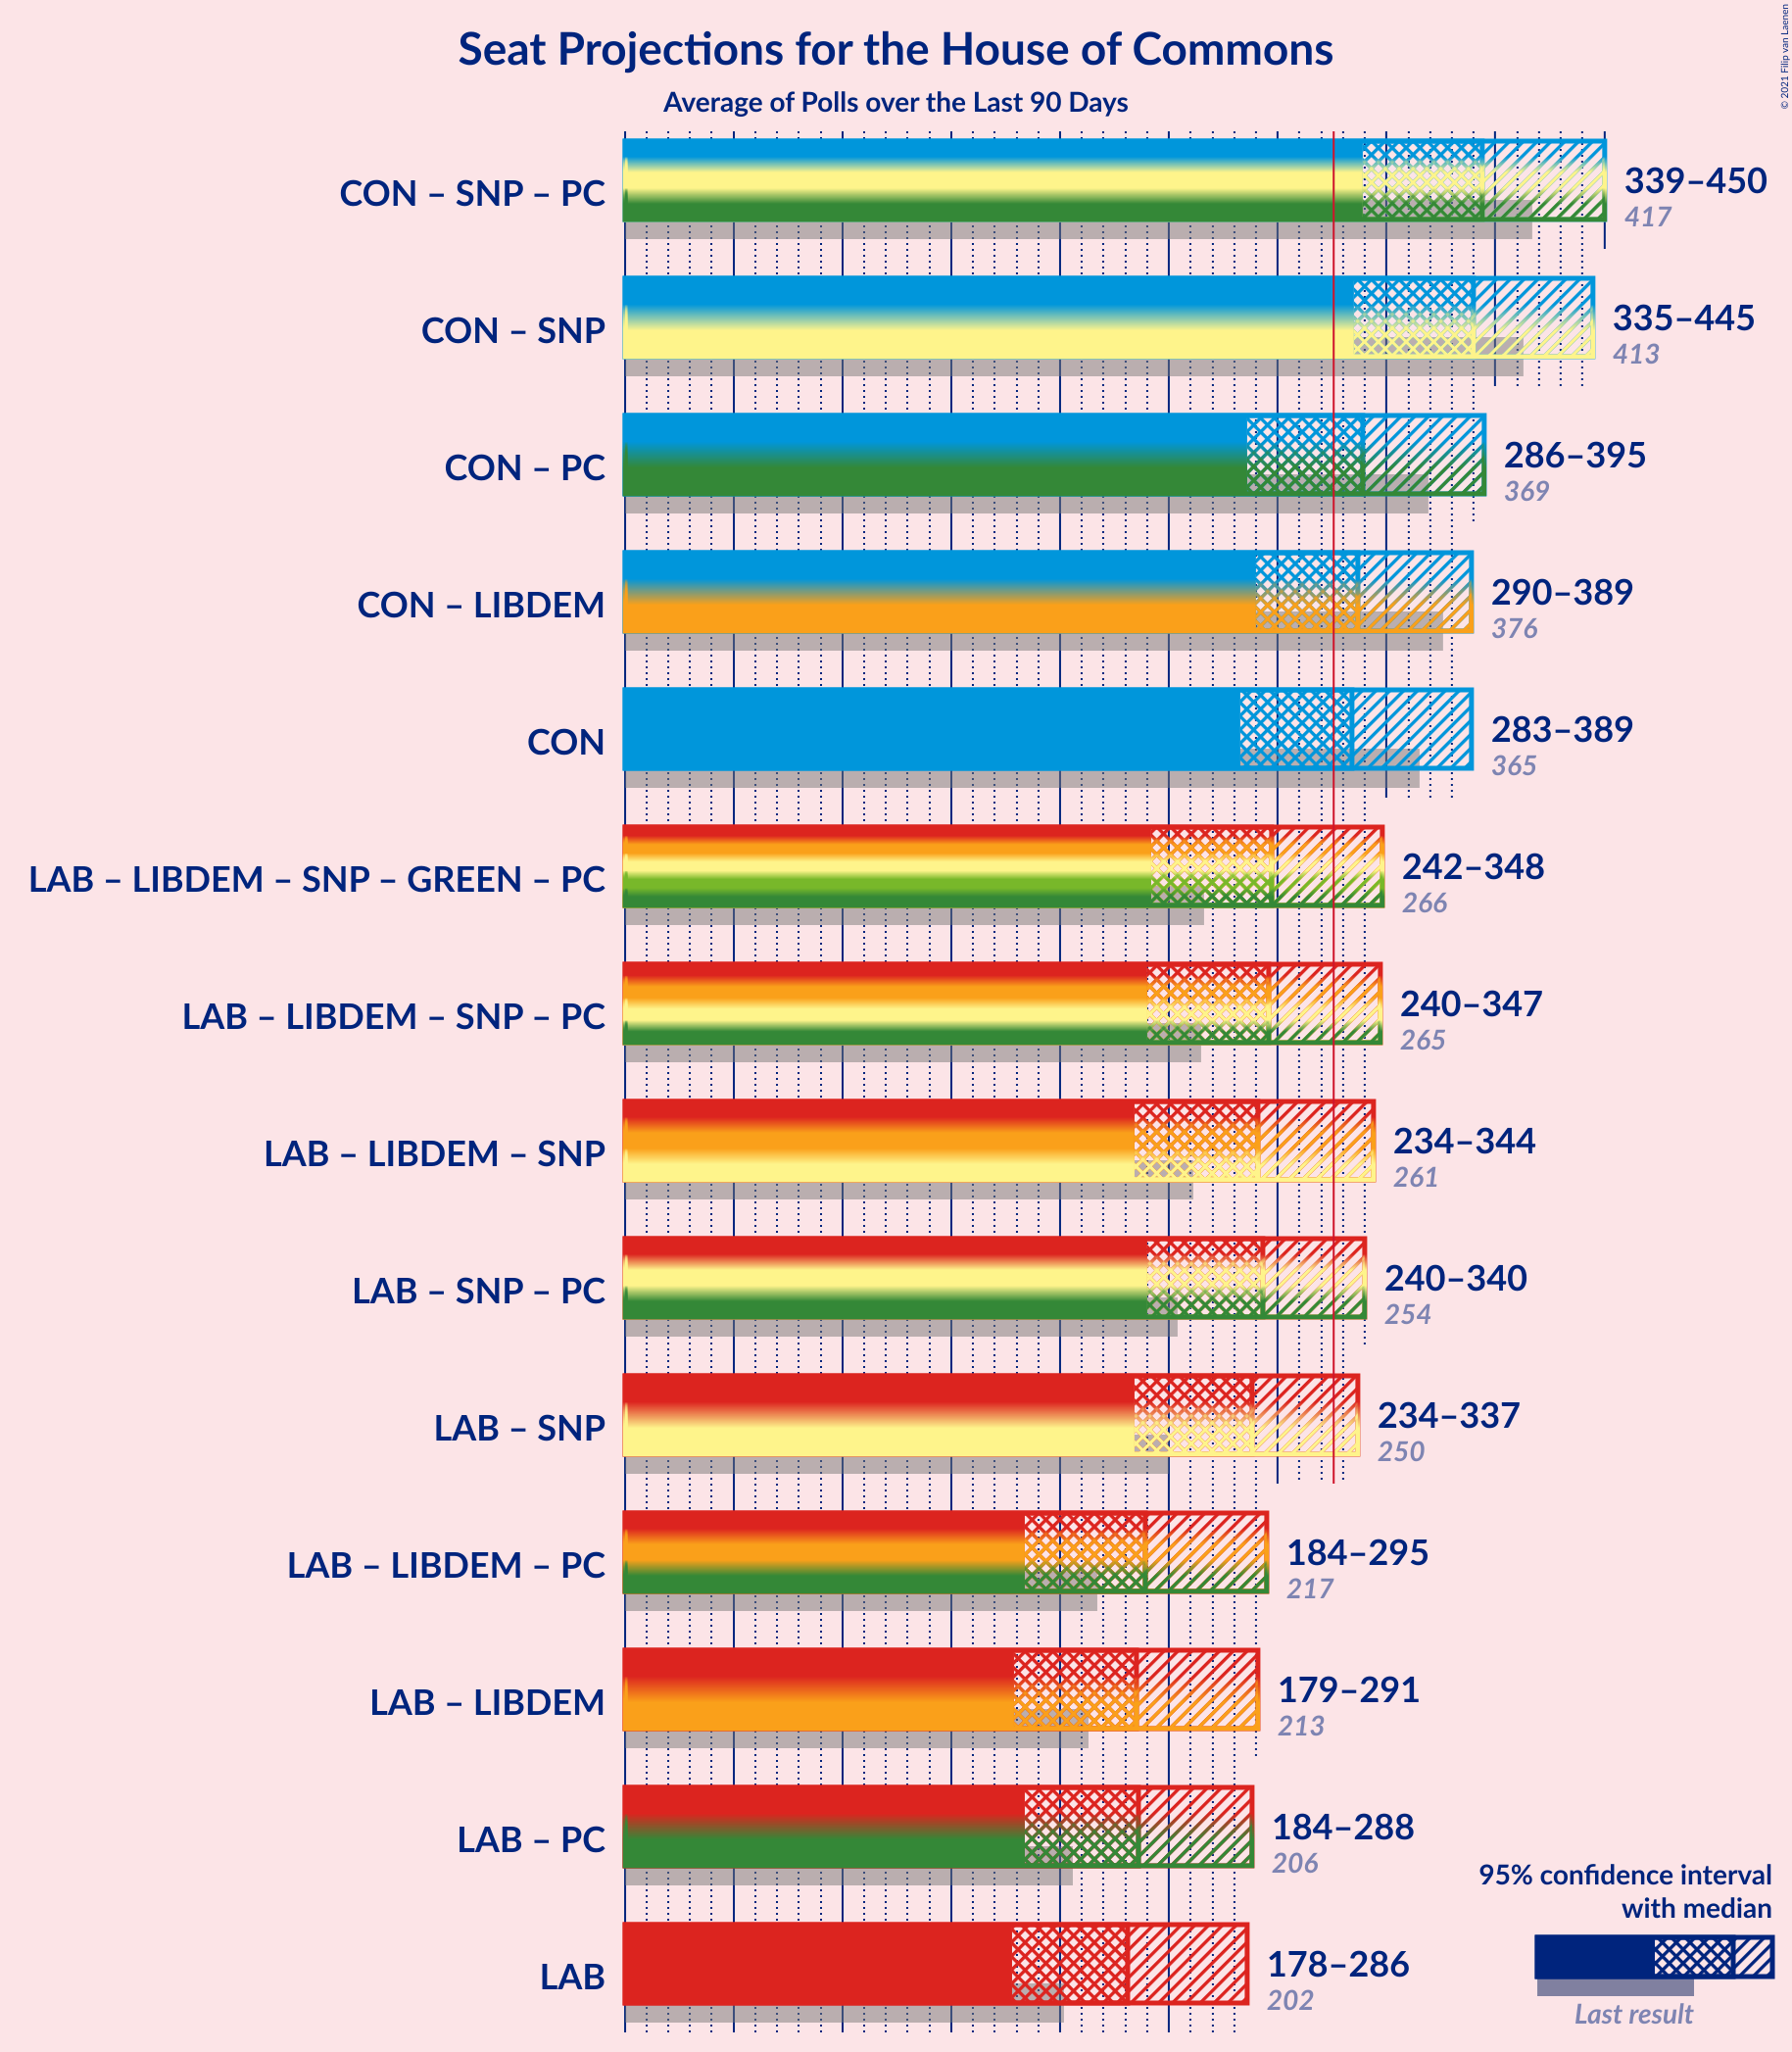 Seat Projections for the House of Commons
Average of Polls over the Last 90 Days
© 2021 Filip van Laenen
CON – SNP – PC
339–450
417
CON – SNP
335–445
413
CON – PC
286–395
369
CON – LIBDEM
290–389
376
CON
283–389
365
LAB – LIBDEM – SNP – GREEN – PC
242–348
266
LAB – LIBDEM – SNP – PC
240–347
265
LAB – LIBDEM – SNP
234–344
261
LAB – SNP – PC
240–340
254
LAB – SNP
234–337
250
LAB – LIBDEM – PC
184–295
217
LAB – LIBDEM
179–291
213
LAB – PC
184–288
206
LAB
178–286
202
95% confidence interval
with median
Last result